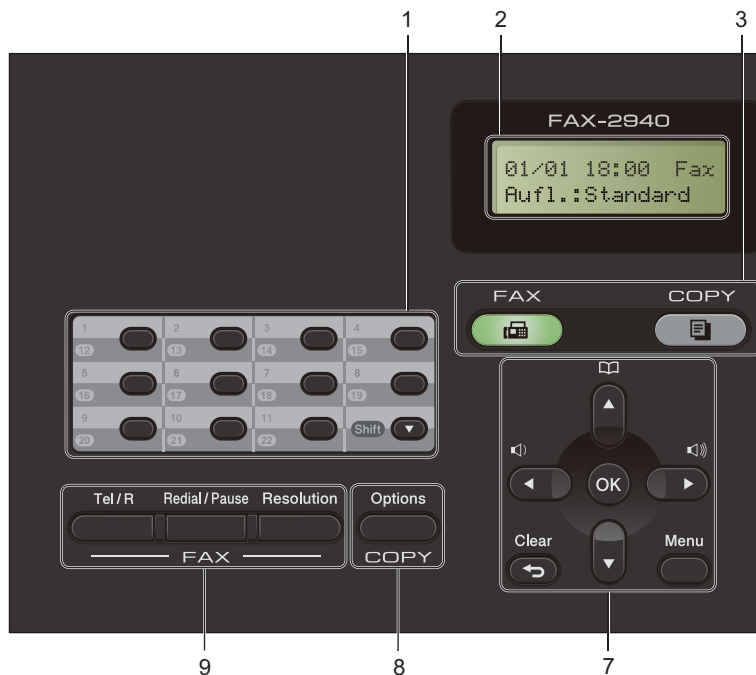 1 2 3
FAX-2940
01/01 18:00 Fax
Aufl.:Standard
FAX COPY
1 2 3 4
12 13 14 15
5 6 7 8
16 17 18 19
9 10 11 Shift
20 21 22
OK
Tel / R Redial / Pause Resolution Options
FAX COPY
Clear Menu
9 8 7